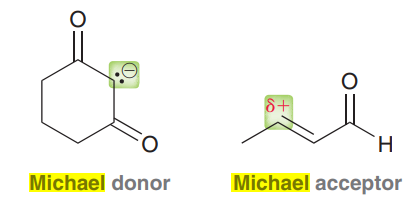 O
:⊖
O
δ+
O
H
Michael donor
Michael acceptor